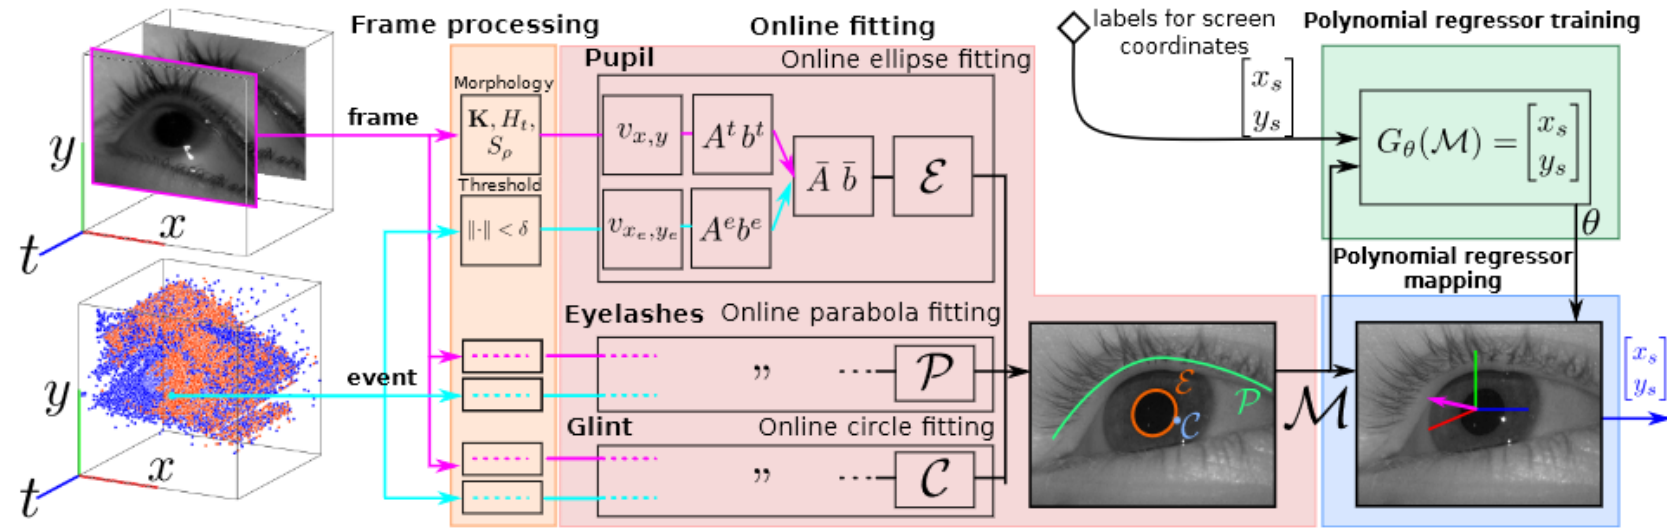 Frame processing
Online fitting
labels for screen
coordinates
Polynomial regressor training
Pupil
Online ellipse fitting
Morphology
K, H_t,
S_ρ
frame
v_{x,y}
A^t b^t
[x_s
y_s]
G_θ(M) = [x_s
y_s]
y
x
t
Threshold
||·|| < δ
v_{x_e,y_e}
A^e b^e
Ā b̄
ℰ
θ
Polynomial regressor
mapping
Eyelashes
Online parabola fitting
”
𝒫
event
y
x
t
Glint
Online circle fitting
”
𝒞
ℰ
𝒞
𝒫
ℳ
[x_s
y_s]